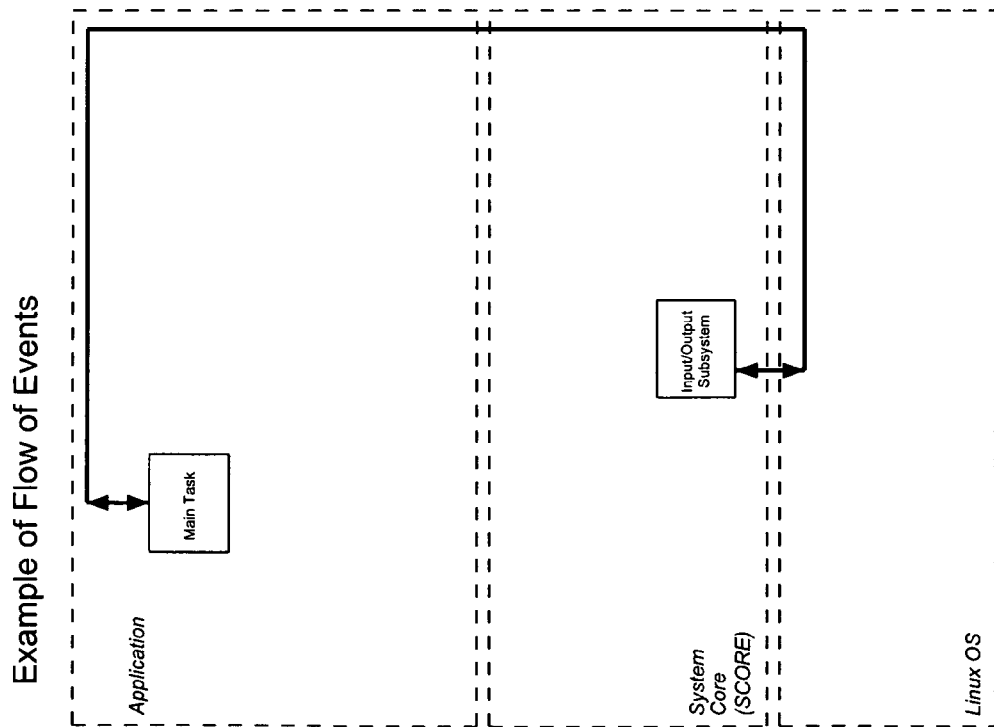 Example of Flow of Events
Application
Main Task
System
Core
(SCORE)
Input/Output
Subsystem
Linux OS